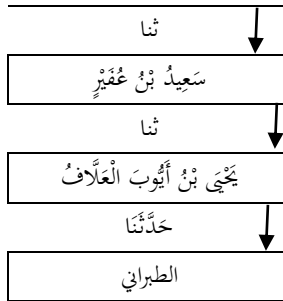 ثنا
سَعِيدُ بْنُ عُفَيْرٍ
ثنا
يَحْيَى بْنُ أَيُّوبَ الْعَلَّافُ
حَدَّثَنَا
الطبراني